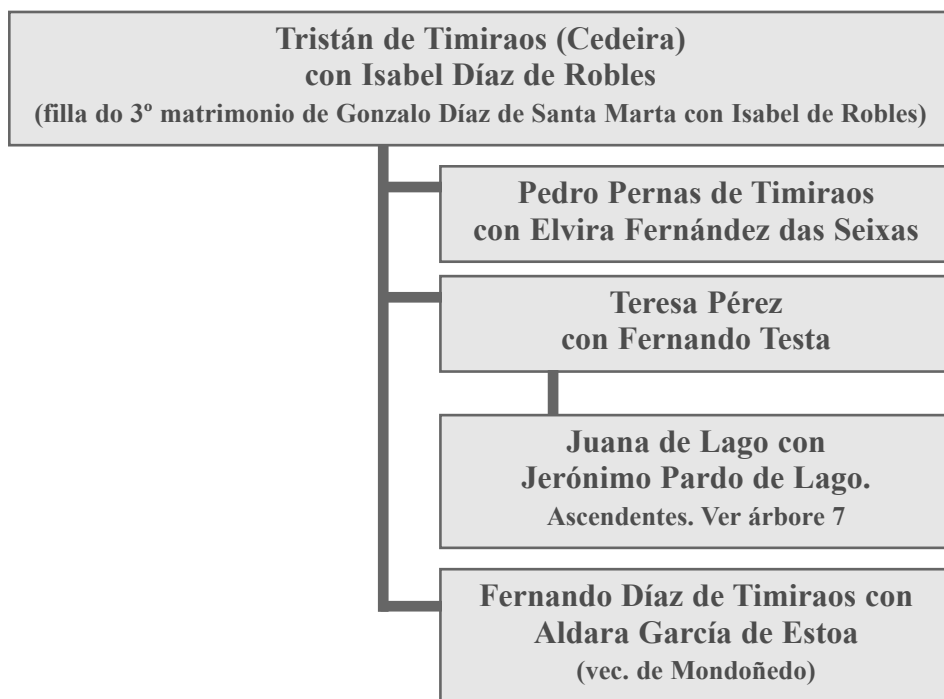 Tristán de Timiraos (Cedeira)
con Isabel Díaz de Robles
(filla do 3º matrimonio de Gonzalo Díaz de Santa Marta con Isabel de Robles)
Pedro Pernas de Timiraos
con Elvira Fernández das Seixas
Teresa Pérez
con Fernando Testa
Juana de Lago con
Jerónimo Pardo de Lago.
Ascendentes. Ver árbore 7
Fernando Díaz de Timiraos con
Aldara García de Estoa
(vec. de Mondoñedo)